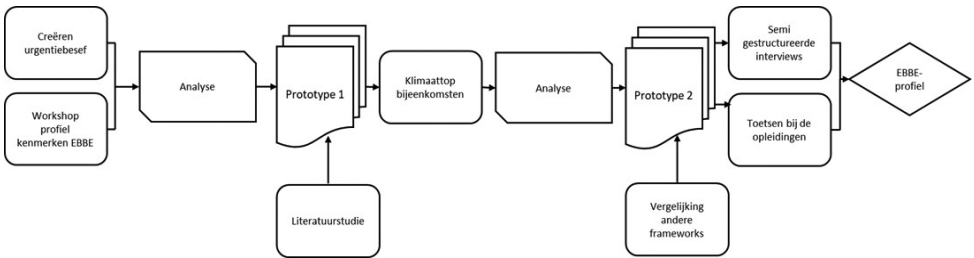 Creëren
urgentiebesef
Workshop
profiel
kenmerken EBBE
Analyse
Prototype 1
Literatuurstudie
Klimaattop
bijeenkomsten
Analyse
Prototype 2
Vergelijking
andere
frameworks
Semi
gestructureerde
interviews
Toetsen bij de
opleidingen
EBBE-
profiel